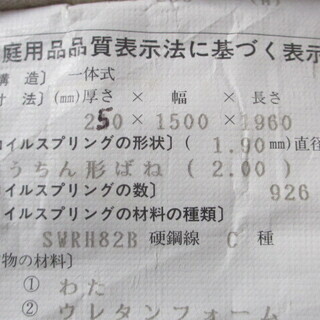 庭用品品質表示法に基づく表示
構造〕一体式
寸法〕(mm)厚さ × 幅 × 長さ
250 × 1500 × 1960
コイルスプリングの形状〕( 1.90mm)直径
うちん形ばね (2.00)
イルスプリングの数〕 926
イルスプリングの材料の種類〕
SWRH82B 硬鋼線 C 種
物の材料〕
① わた
② ウレタンフォーム